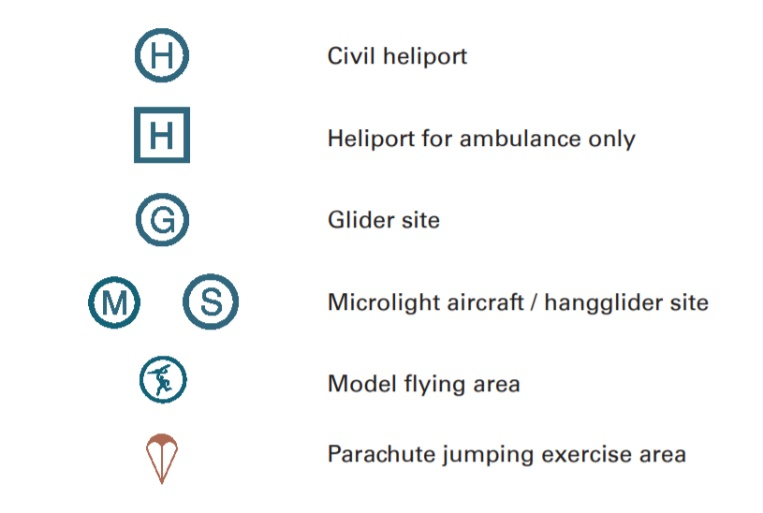 H Civil heliport
H Heliport for ambulance only
G Glider site
M S Microlight aircraft / hangglider site
Model flying area
Parachute jumping exercise area